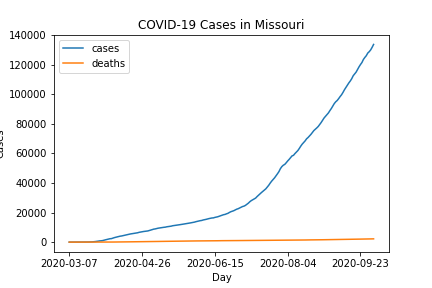 COVID-19 Cases in Missouri
cases
deaths
140000
120000
100000
80000
60000
40000
20000
0
cases
2020-03-07 2020-04-26 2020-06-15 2020-08-04 2020-09-23
Day